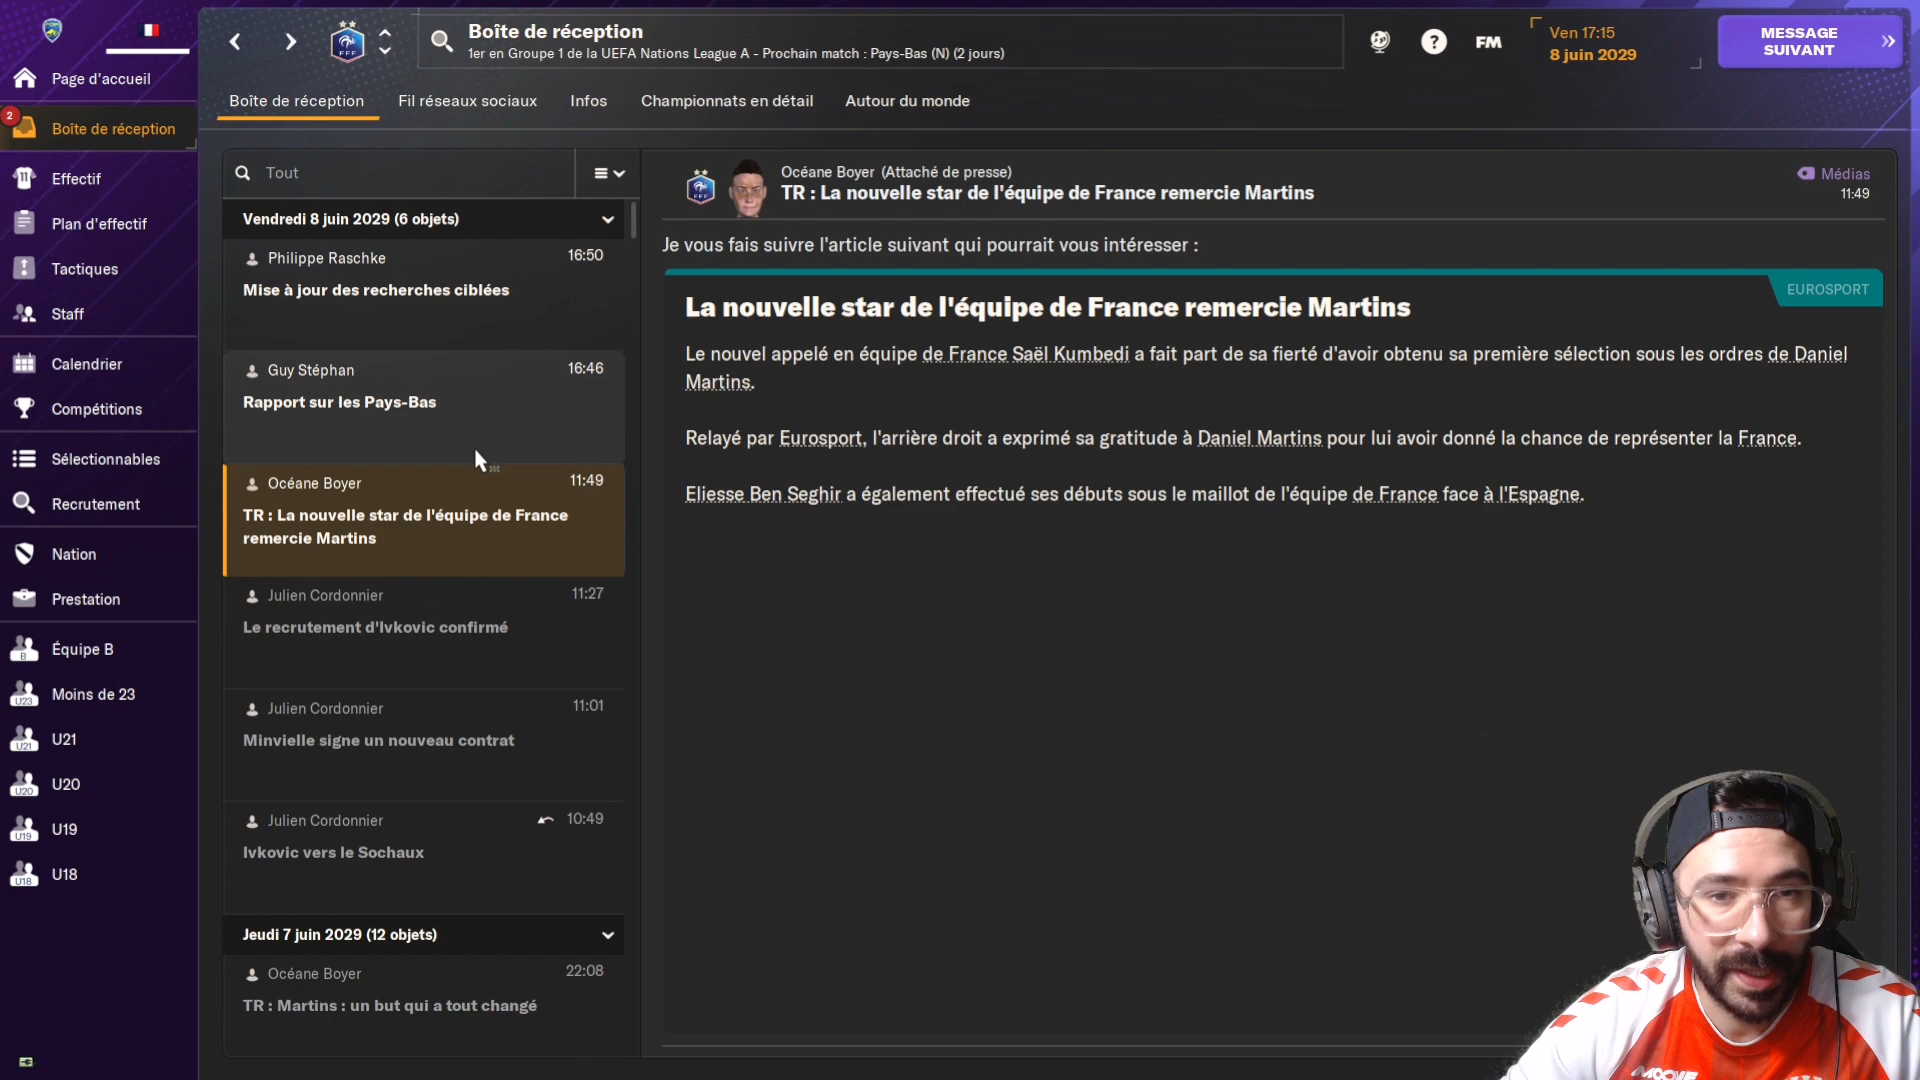 Boîte de réception
1er en Groupe 1 de la UEFA Nations League A - Prochain match : Pays-Bas (N) (2 jours)
FFF
?
FM
Ven 17:15
8 juin 2029
MESSAGE
SUIVANT
Page d'accueil
2
Boîte de réception
Effectif
Plan d'effectif
Tactiques
Staff
Calendrier
Compétitions
Sélectionnables
Recrutement
Nation
Prestation
B
Équipe B
U23
Moins de 23
U21
U21
U20
U20
U19
U19
U18
U18
Boîte de réception
Fil réseaux sociaux
Infos
Championnats en détail
Autour du monde
Tout
Vendredi 8 juin 2029 (6 objets)
Philippe Raschke
16:50
Mise à jour des recherches ciblées
Guy Stéphan
16:46
Rapport sur les Pays-Bas
Océane Boyer
11:49
TR : La nouvelle star de l'équipe de France
remercie Martins
Julien Cordonnier
11:27
Le recrutement d'Ivkovic confirmé
Julien Cordonnier
11:01
Minvielle signe un nouveau contrat
Julien Cordonnier
10:49
Ivkovic vers le Sochaux
Jeudi 7 juin 2029 (12 objets)
Océane Boyer
22:08
TR : Martins : un but qui a tout changé
FFF
Océane Boyer (Attaché de presse)
TR : La nouvelle star de l'équipe de France remercie Martins
Médias
11:49
Je vous fais suivre l'article suivant qui pourrait vous intéresser :
EUROSPORT
La nouvelle star de l'équipe de France remercie Martins
Le nouvel appelé en équipe de France Saël Kumbedi a fait part de sa fierté d'avoir obtenu sa première sélection sous les ordres de Daniel
Martins.
Relayé par Eurosport, l'arrière droit a exprimé sa gratitude à Daniel Martins pour lui avoir donné la chance de représenter la France.
Eliesse Ben Seghir a également effectué ses débuts sous le maillot de l'équipe de France face à l'Espagne.